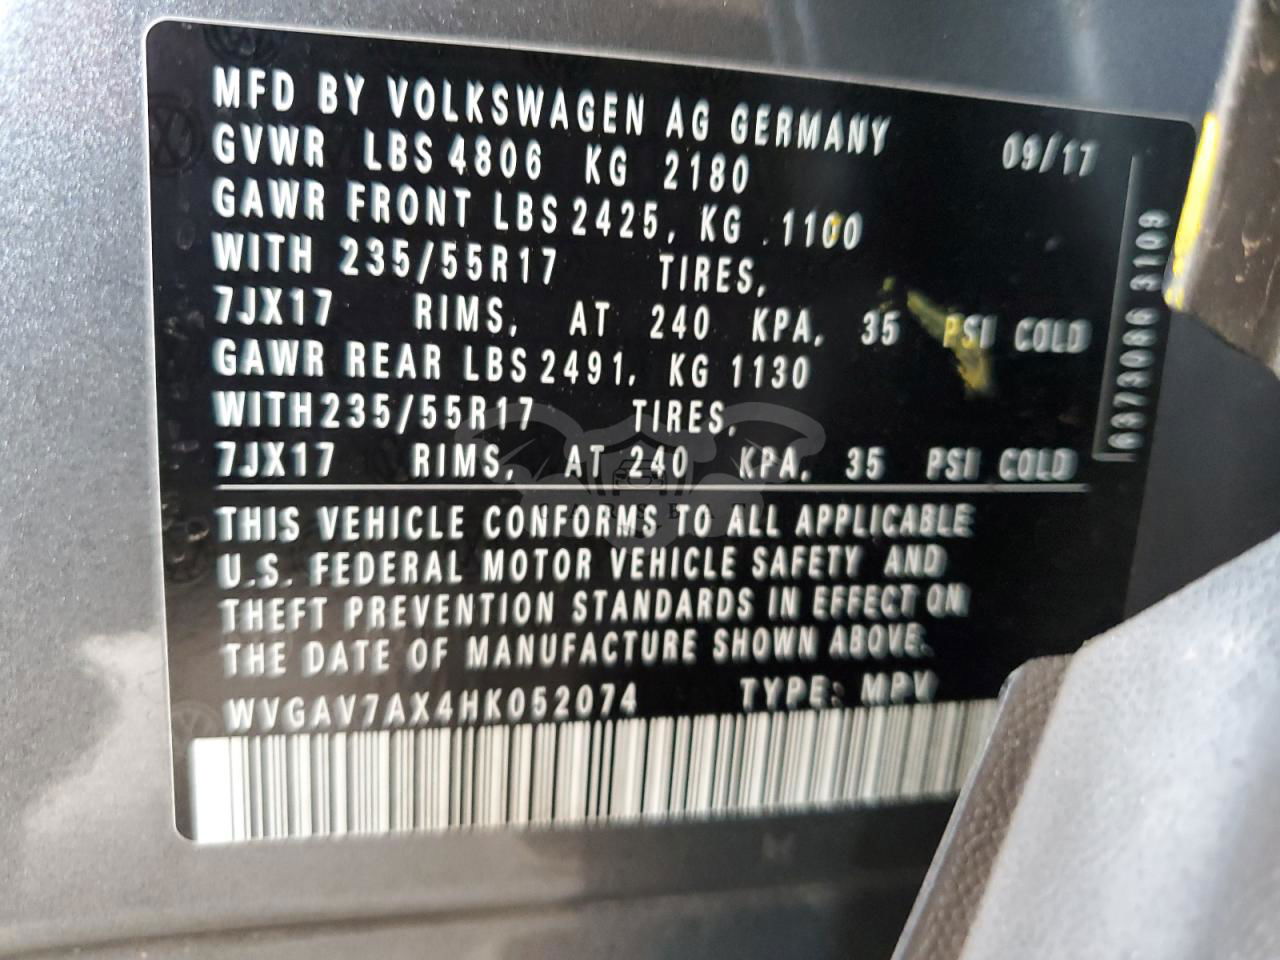 MFD BY VOLKSWAGEN AG GERMANY 09/17
GVWR LBS 4806 KG 2180
GAWR FRONT LBS 2425, KG 1100
WITH 235/55R17 TIRES,
7JX17 RIMS, AT 240 KPA, 35 PSI COLD
GAWR REAR LBS 2491, KG 1130
WITH 235/55R17 TIRES,
7JX17 RIMS, AT 240 KPA, 35 PSI COLD
THIS VEHICLE CONFORMS TO ALL APPLICABLE
U.S. FEDERAL MOTOR VEHICLE SAFETY AND
THEFT PREVENTION STANDARDS IN EFFECT ON
THE DATE OF MANUFACTURE SHOWN ABOVE.
WVGAV7AX4HK052074 TYPE: MPV